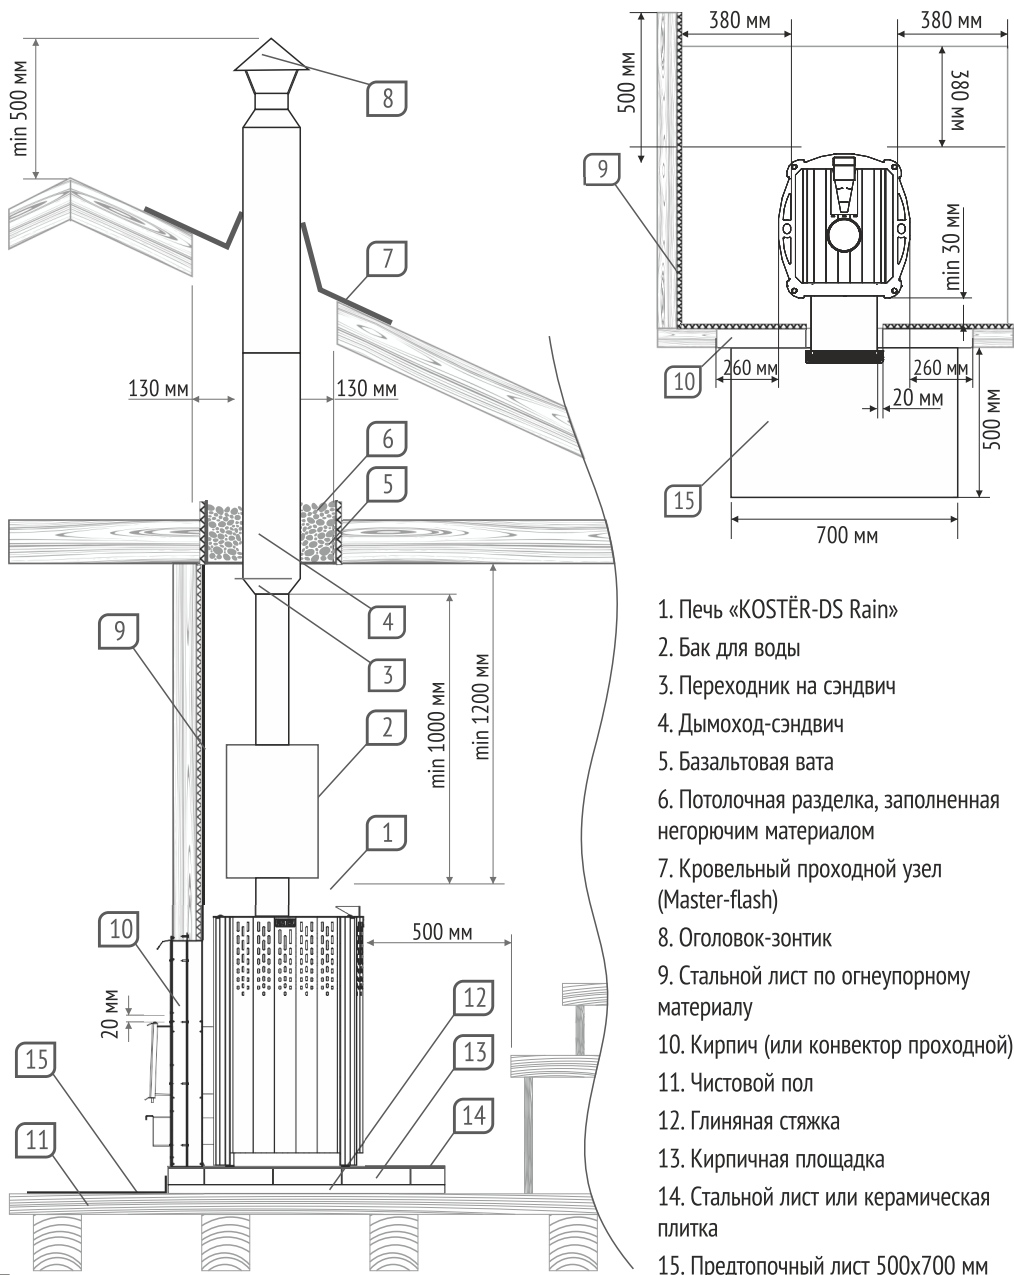 min 500 мм
8
7
130 мм
130 мм
6
5
4
3
9
min 1000 мм
min 1200 мм
2
1
10
500 мм
20 мм
12
13
14
15
11
380 мм
380 мм
500 мм
380 мм
9
min 30 мм
10
260 мм
260 мм
20 мм
500 мм
15
700 мм
1. Печь «KOSTЁR-DS Rain»
2. Бак для воды
3. Переходник на сэндвич
4. Дымоход-сэндвич
5. Базальтовая вата
6. Потолочная разделка, заполненная
негорючим материалом
7. Кровельный проходной узел
(Master-flash)
8. Оголовок-зонтик
9. Стальной лист по огнеупорному
материалу
10. Кирпич (или конвектор проходной)
11. Чистовой пол
12. Глиняная стяжка
13. Кирпичная площадка
14. Стальной лист или керамическая
плитка
15. Предтопочный лист 500х700 мм